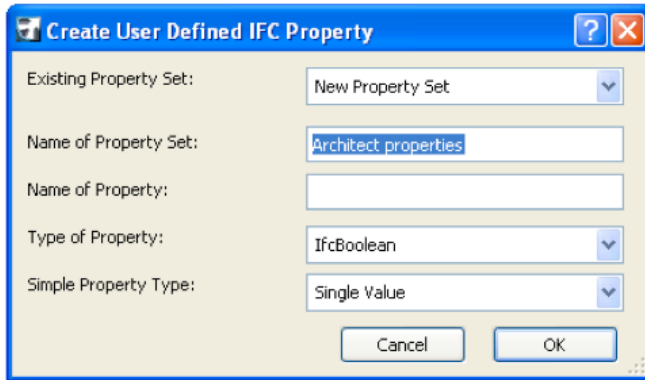 Create User Defined IFC Property
Existing Property Set: New Property Set
Name of Property Set: Architect properties
Name of Property:
Type of Property: IfcBoolean
Simple Property Type: Single Value
Cancel OK